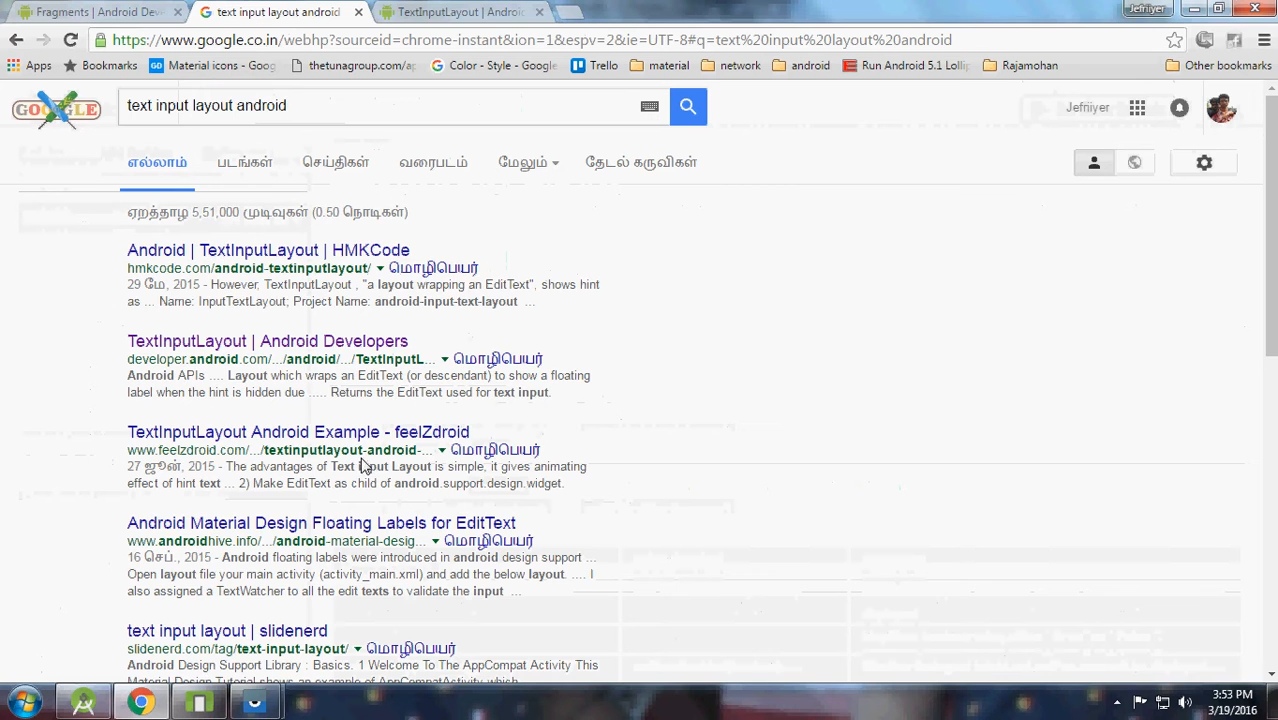 Fragments | Android Dev
text input layout android
TextInputLayout | Androi
Jefriiyer
https://www.google.co.in/webhp?sourceid=chrome-instant&ion=1&espv=2&ie=UTF-8#q=text%20input%20layout%20android
Apps
Bookmarks
Material icons - Goo
thetunagroup.com/ap
Color - Style - Google
Trello
material
network
android
Run Android 5.1 Lollip
Rajamohan
Other bookmarks
GOOGLE
text input layout android
Jefriiyer
எல்லாம்
படங்கள்
செய்திகள்
வரைபடம்
மேலும்
தேடல் கருவிகள்
ஏறத்தாழ 5,51,000 முடிவுகள் (0.50 நொடிகள்)
Android | TextInputLayout | HMKCode
hmkcode.com/android-textinputlayout/ மொழிபெயர்
29 மே, 2015 - However, TextInputLayout , "a layout wrapping an EditText", shows hint
as ... Name: InputTextLayout; Project Name: android-input-text-layout ...
TextInputLayout | Android Developers
developer.android.com/.../android/.../TextInputL... மொழிபெயர்
Android APIs .... Layout which wraps an EditText (or descendant) to show a floating
label when the hint is hidden due ..... Returns the EditText used for text input.
TextInputLayout Android Example - feelZdroid
www.feelzdroid.com/.../textinputlayout-android-... மொழிபெயர்
27 ஜூன், 2015 - The advantages of Text Input Layout is simple, it gives animating
effect of hint text ... 2) Make EditText as child of android.support.design.widget.
Android Material Design Floating Labels for EditText
www.androidhive.info/.../android-material-desig... மொழிபெயர்
16 செப்., 2015 - Android floating labels were introduced in android design support ...
Open layout file your main activity (activity_main.xml) and add the below layout. .... I
also assigned a TextWatcher to all the edit texts to validate the input ...
text input layout | slidenerd
slidenerd.com/tag/text-input-layout/ மொழிபெயர்
Android Design Support Library : Basics. 1 Welcome To The AppCompat Activity This
Material Design Tutorial shows an example of AppCompatActivity which
3:53 PM
3/19/2016